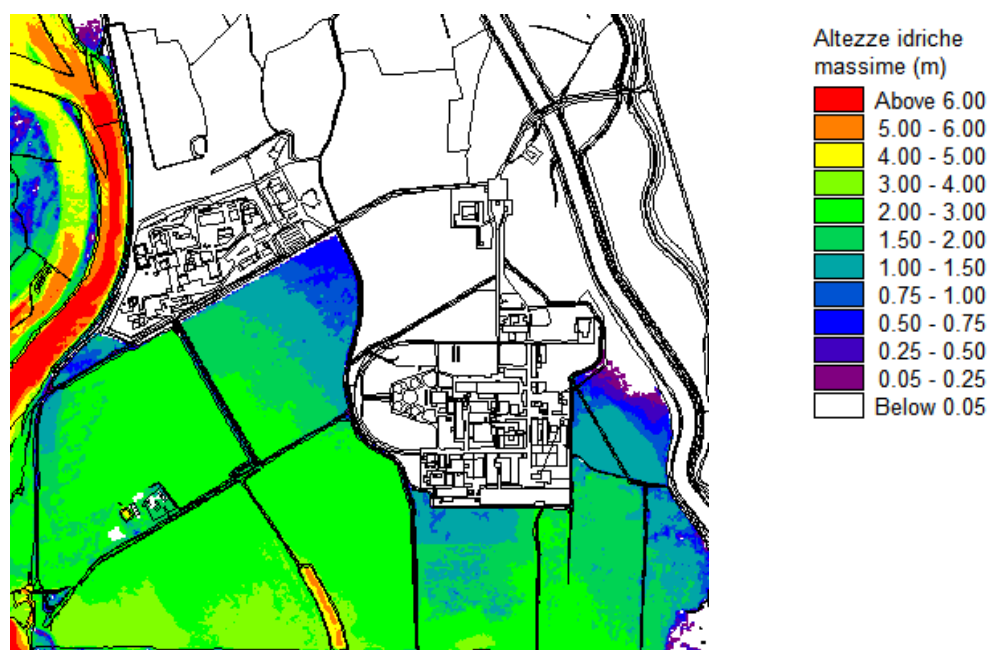 Altezze idriche
massime (m)
Above 6.00
5.00 - 6.00
4.00 - 5.00
3.00 - 4.00
2.00 - 3.00
1.50 - 2.00
1.00 - 1.50
0.75 - 1.00
0.50 - 0.75
0.25 - 0.50
0.05 - 0.25
Below 0.05